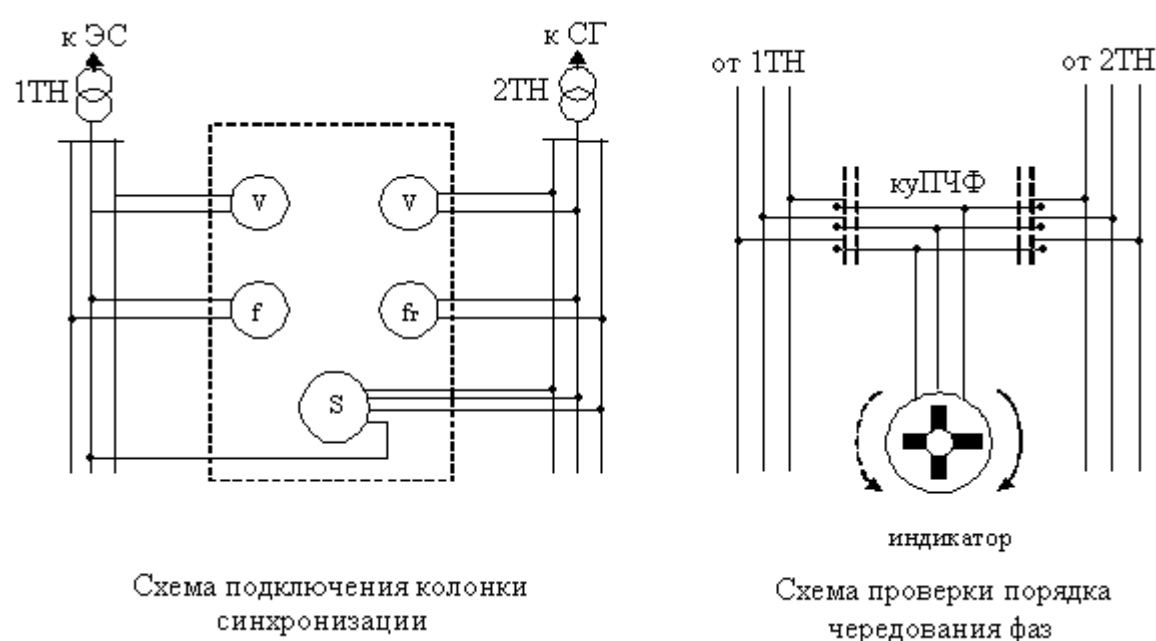 к ЭС
1ТН
к СГ
2ТН
V
V
f
fг
S
Схема подключения колонки
синхронизации
от 1ТН
от 2ТН
куПЧФ
индикатор
Схема проверки порядка
чередования фаз